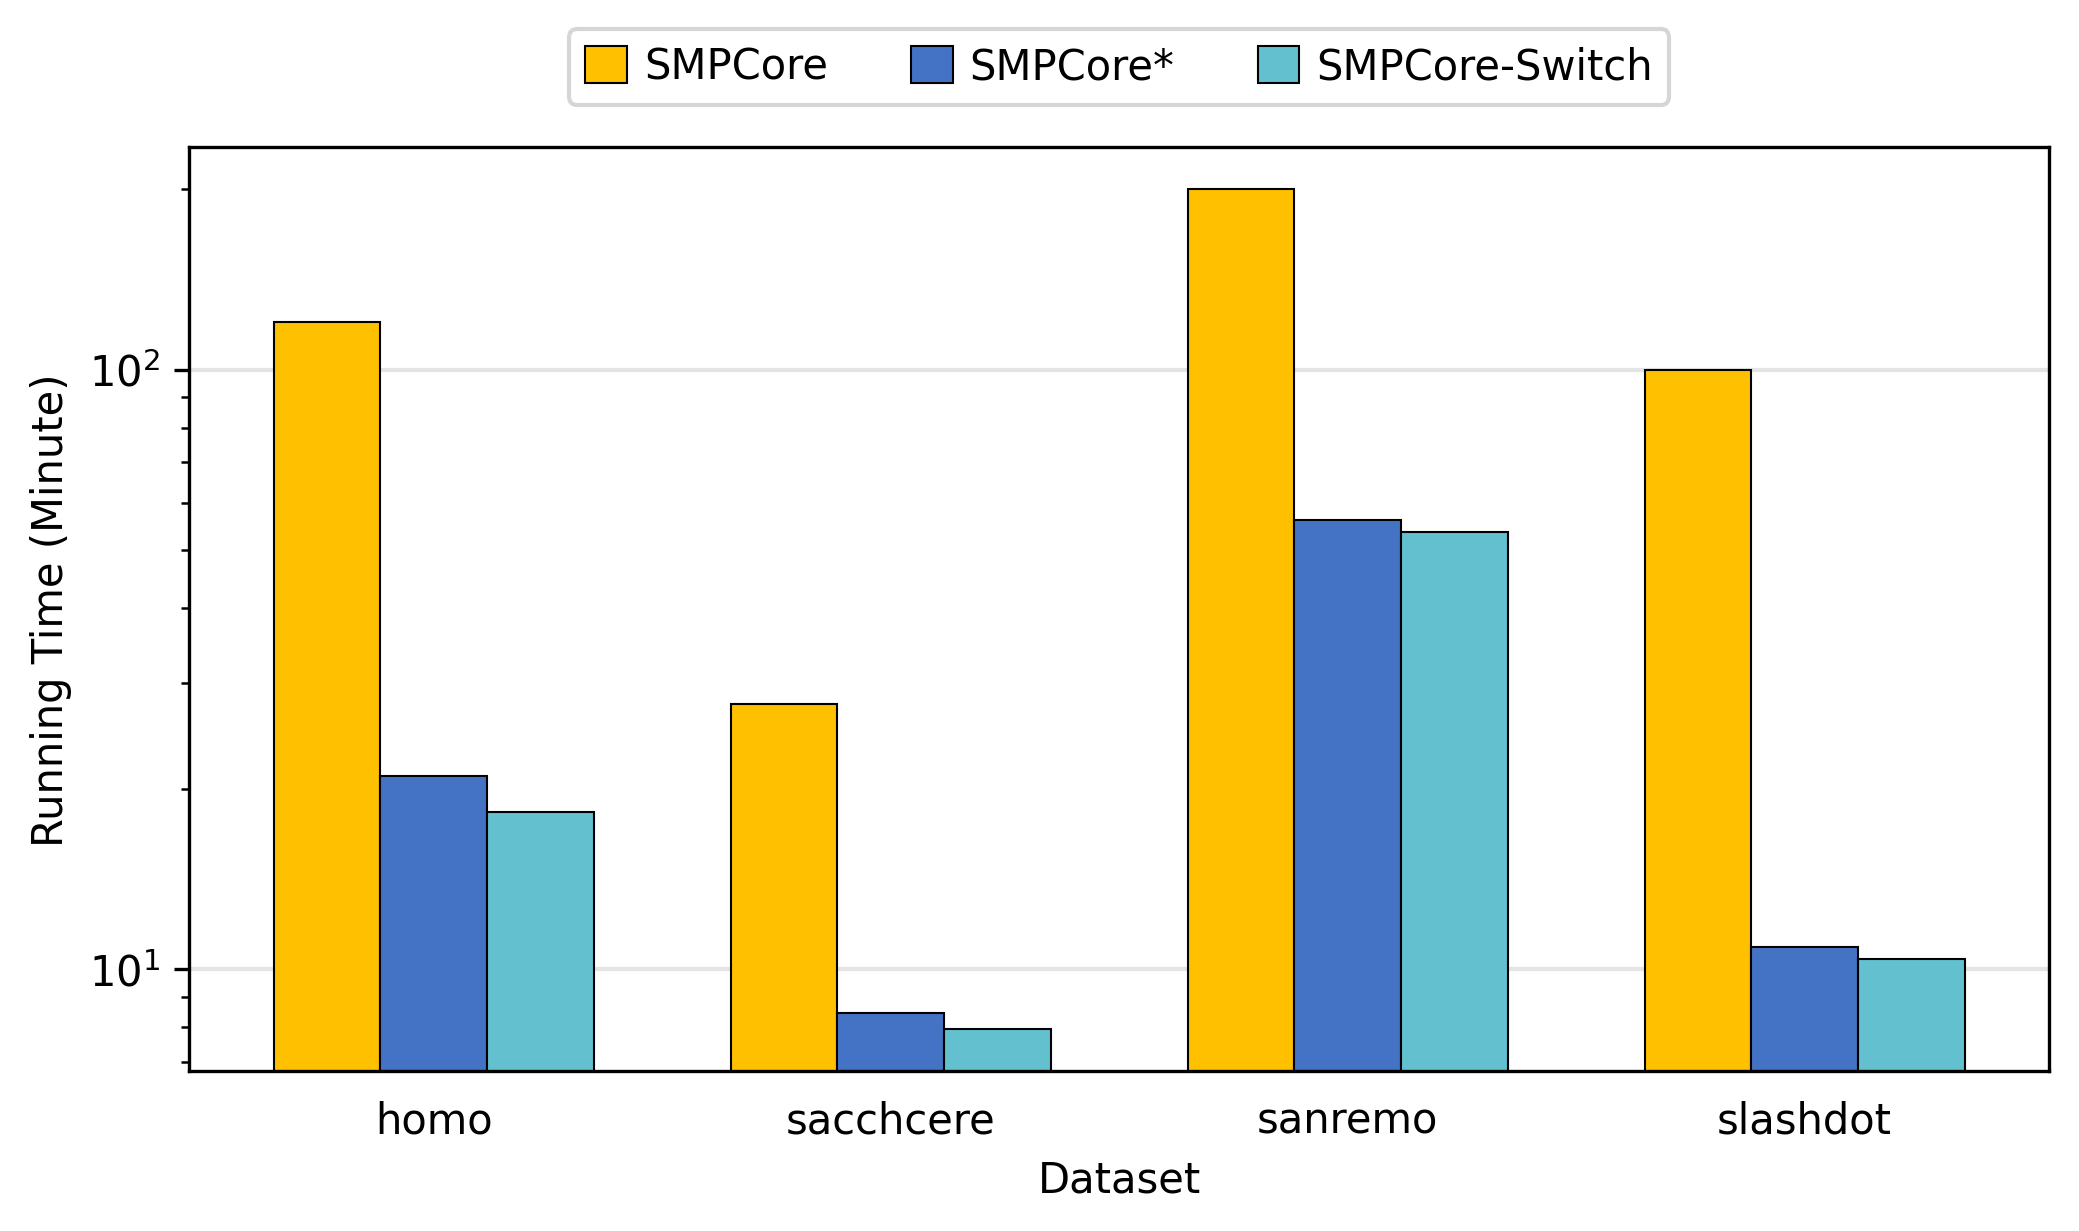 SMPCore SMPCore* SMPCore-Switch
Running Time (Minute)
10²
10¹
homo sacchcere sanremo slashdot
Dataset